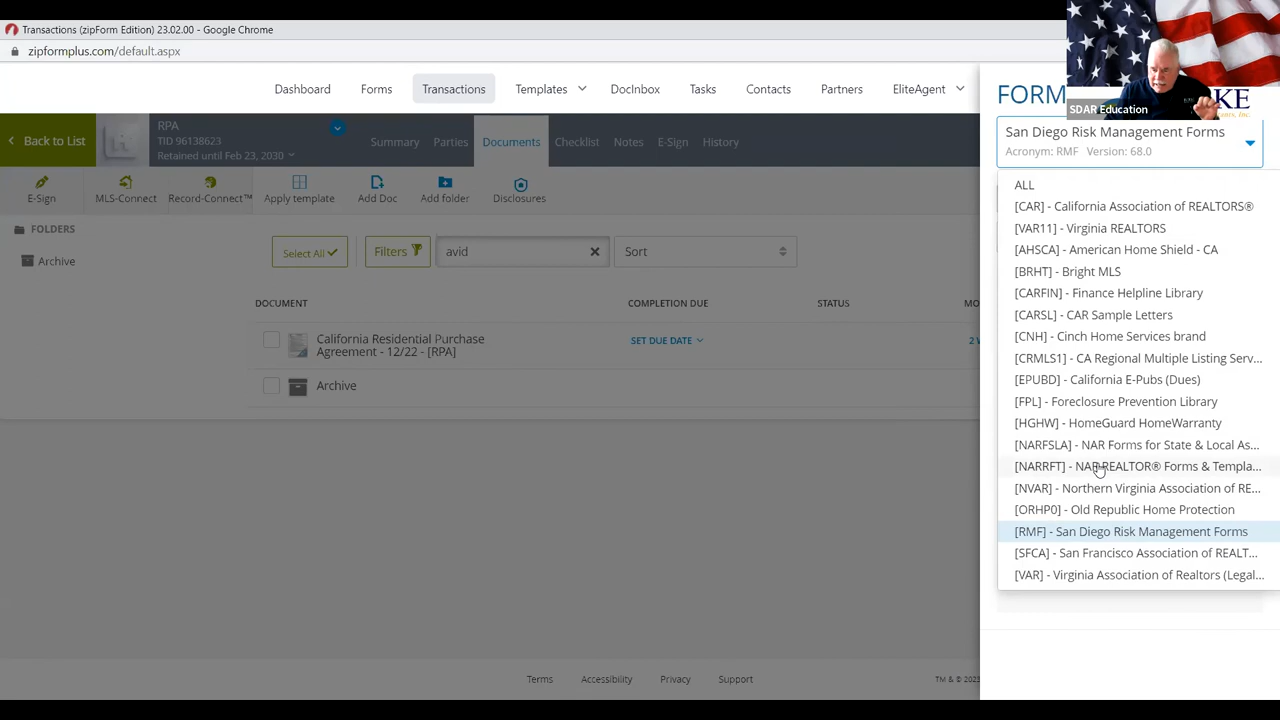 Transactions (zipForm Edition) 23.02.00 - Google Chrome
zipformplus.com/default.aspx
Dashboard Forms Transactions Templates DocInbox Tasks Contacts Partners EliteAgent
Back to List
RPA
TID 96138623
Retained until Feb 23, 2030
Summary Parties Documents Checklist Notes E-Sign History
E-Sign MLS-Connect Record-Connect™ Apply template Add Doc Add folder Disclosures
FOLDERS
Archive
Select All Filters avid Sort
DOCUMENT COMPLETION DUE STATUS
California Residential Purchase
Agreement - 12/22 - [RPA]
SET DUE DATE
2 W
Archive
Terms Accessibility Privacy Support
SDAR Education
KE
San Diego Risk Management Forms
Acronym: RMF Version: 68.0
ALL
[CAR] - California Association of REALTORS®
[VAR11] - Virginia REALTORS
[AHSCA] - American Home Shield - CA
[BRHT] - Bright MLS
[CARFIN] - Finance Helpline Library
[CARSL] - CAR Sample Letters
[CNH] - Cinch Home Services brand
[CRMLS1] - CA Regional Multiple Listing Serv...
[EPUBD] - California E-Pubs (Dues)
[FPL] - Foreclosure Prevention Library
[HGHW] - HomeGuard HomeWarranty
[NARFSLA] - NAR Forms for State & Local As...
[NARRFT] - NAR REALTOR® Forms & Templa...
[NVAR] - Northern Virginia Association of RE...
[ORHP0] - Old Republic Home Protection
[RMF] - San Diego Risk Management Forms
[SFCA] - San Francisco Association of REALT...
[VAR] - Virginia Association of Realtors (Legal...